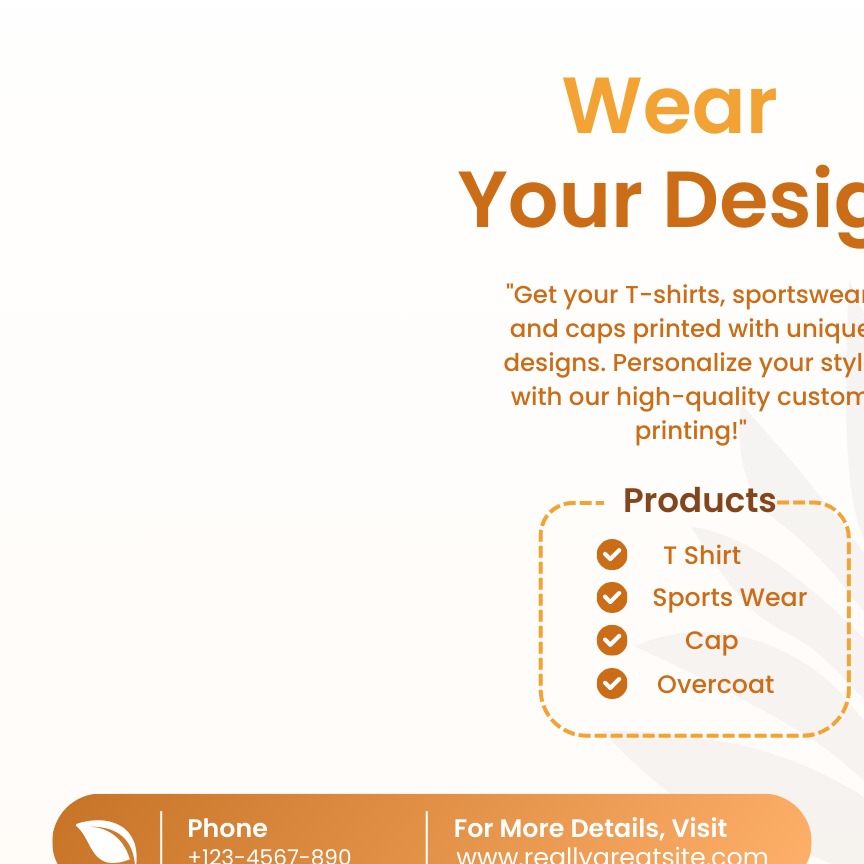 Wear
Your Desig
"Get your T-shirts, sportswear
and caps printed with unique
designs. Personalize your styl
with our high-quality custom
printing!"
Products
T Shirt
Sports Wear
Cap
Overcoat
Phone
For More Details, Visit
+123-4567-890
www.reallygreatsite.com